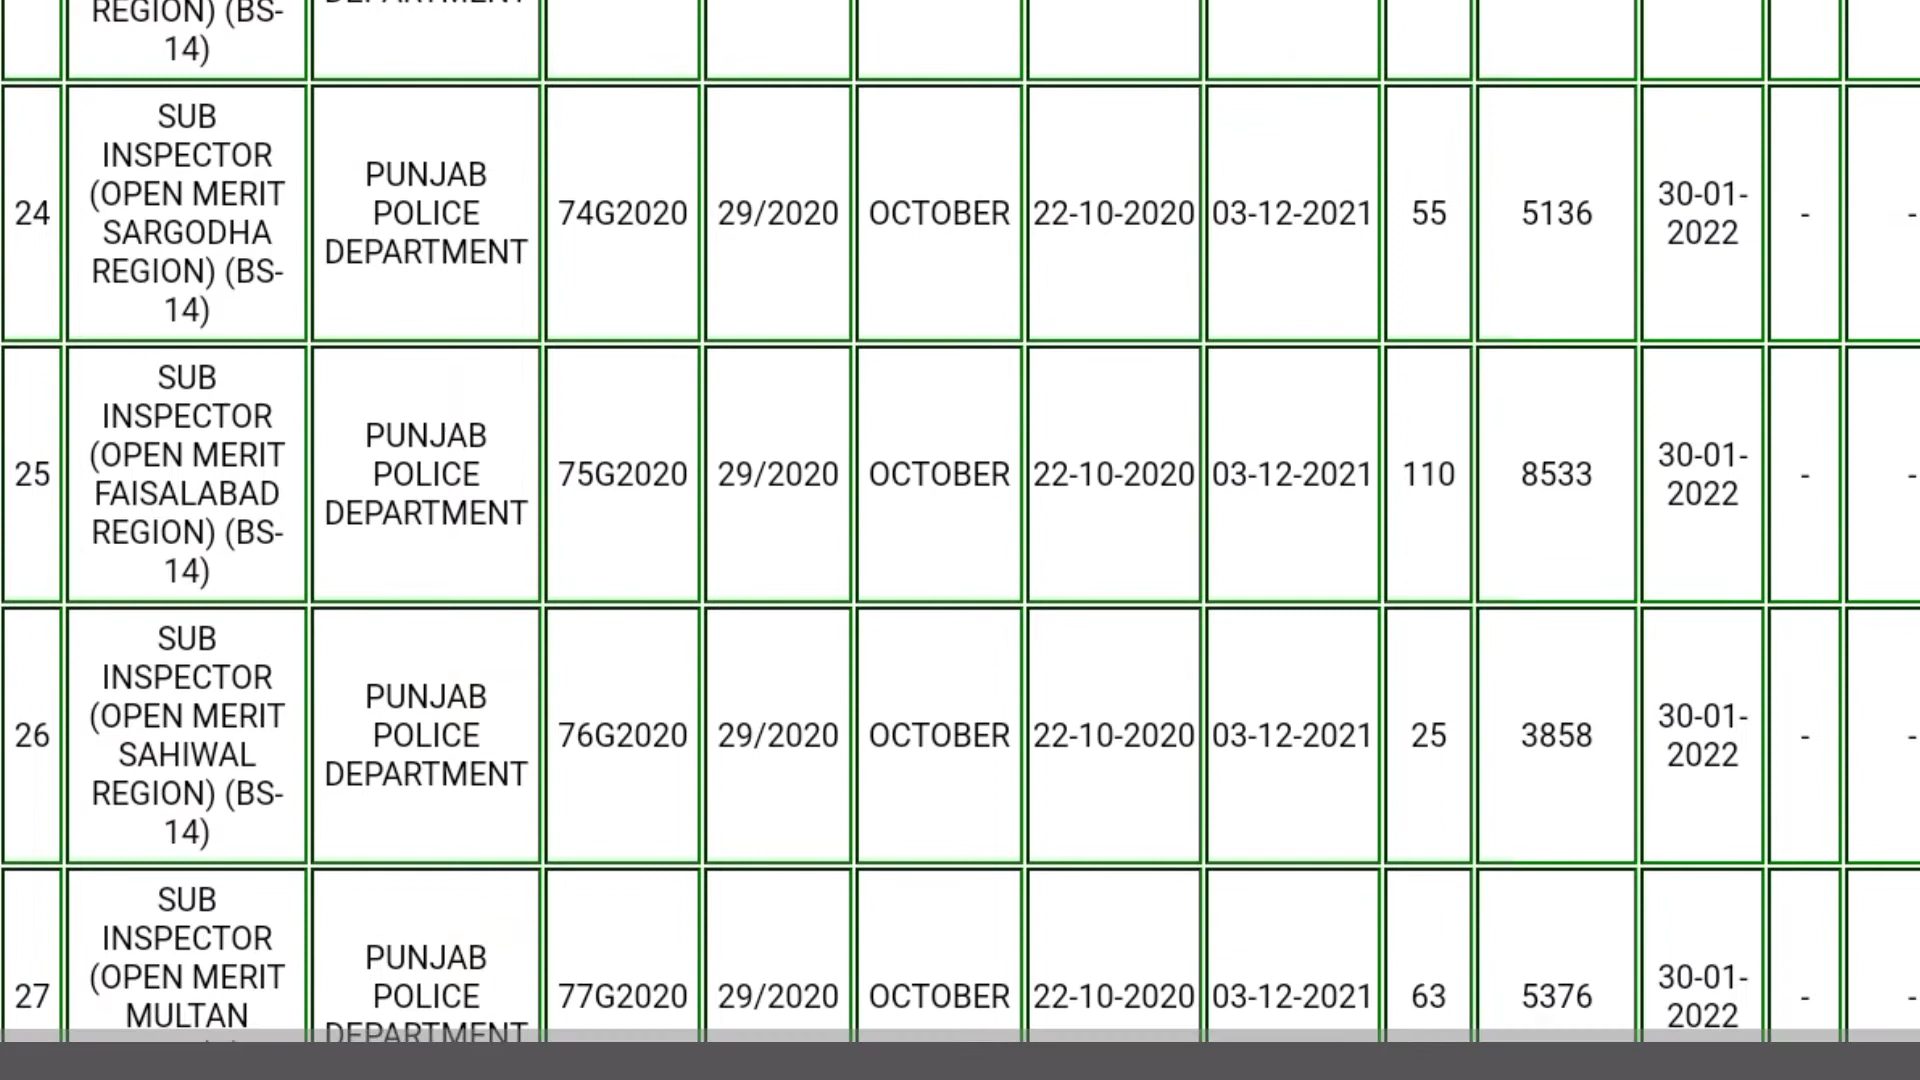 REGION) (BS-
14)
DEPARTMENT
24
SUB
INSPECTOR
(OPEN MERIT
SARGODHA
REGION) (BS-
14)
PUNJAB
POLICE
DEPARTMENT
74G2020
29/2020
OCTOBER
22-10-2020
03-12-2021
55
5136
30-01-
2022
-
-
25
SUB
INSPECTOR
(OPEN MERIT
FAISALABAD
REGION) (BS-
14)
PUNJAB
POLICE
DEPARTMENT
75G2020
29/2020
OCTOBER
22-10-2020
03-12-2021
110
8533
30-01-
2022
-
-
26
SUB
INSPECTOR
(OPEN MERIT
SAHIWAL
REGION) (BS-
14)
PUNJAB
POLICE
DEPARTMENT
76G2020
29/2020
OCTOBER
22-10-2020
03-12-2021
25
3858
30-01-
2022
-
-
27
SUB
INSPECTOR
(OPEN MERIT
MULTAN
PUNJAB
POLICE
DEPARTMENT
77G2020
29/2020
OCTOBER
22-10-2020
03-12-2021
63
5376
30-01-
2022
-
-